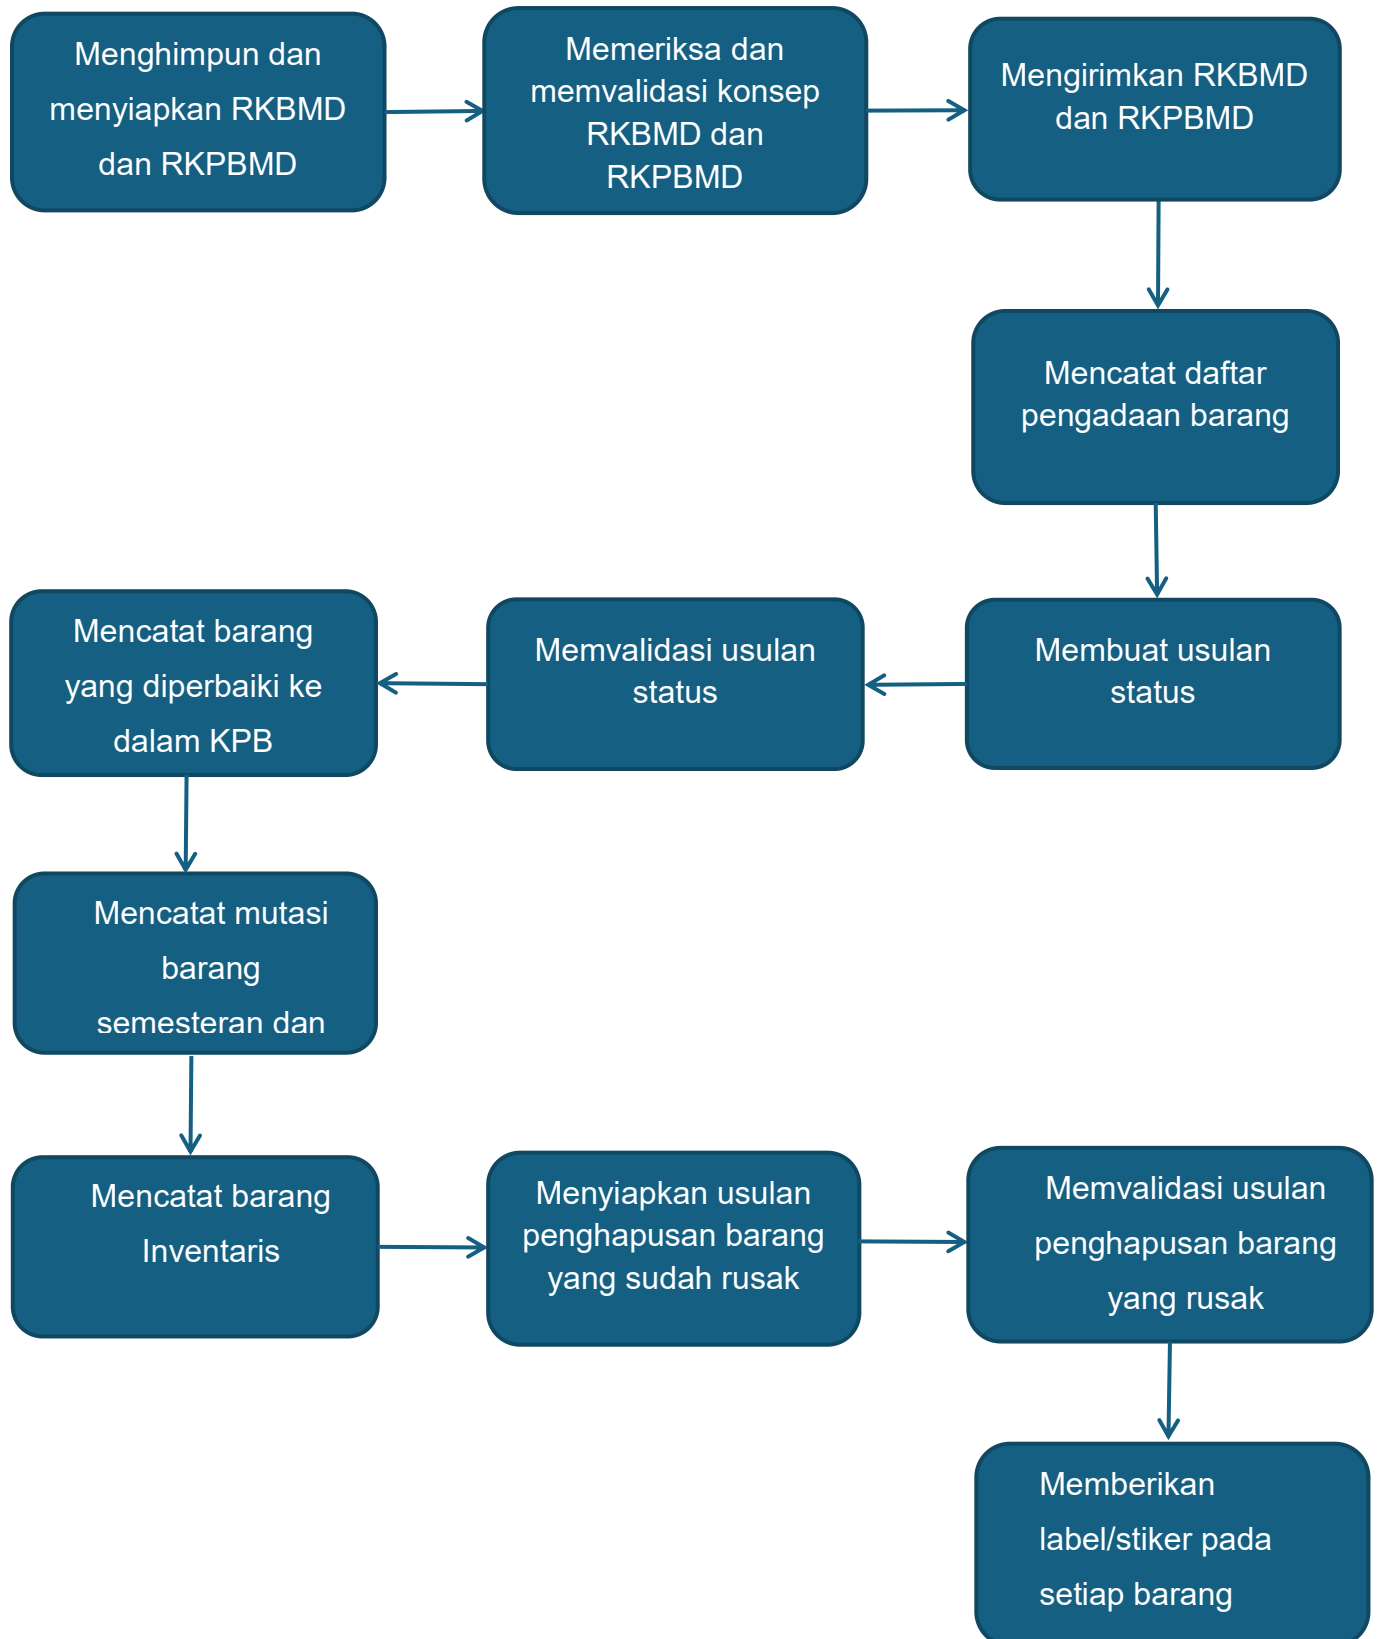 Menghimpun dan
menyiapkan RKBMD
dan RKPBMD
Memeriksa dan
memvalidasi konsep
RKBMD dan
RKPBMD
Mengirimkan RKBMD
dan RKPBMD
Mencatat daftar
pengadaan barang
Membuat usulan
status
Memvalidasi usulan
status
Mencatat barang
yang diperbaiki ke
dalam KPB
Mencatat mutasi
barang
semesteran dan
Mencatat barang
Inventaris
Menyiapkan usulan
penghapusan barang
yang sudah rusak
Memvalidasi usulan
penghapusan barang
yang rusak
Memberikan
label/stiker pada
setiap barang